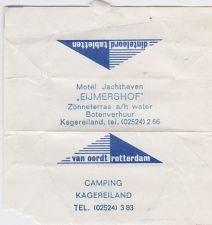 dinteloord tabletten
Motel Jachthaven
„EIJMERSHOF"
Zonneterras a/h water
Botenverhuur
Kagereiland, tel. (02524) 2 66
van oordt rotterdam
CAMPING
KAGEREILAND
TEL. (02524) 3 83